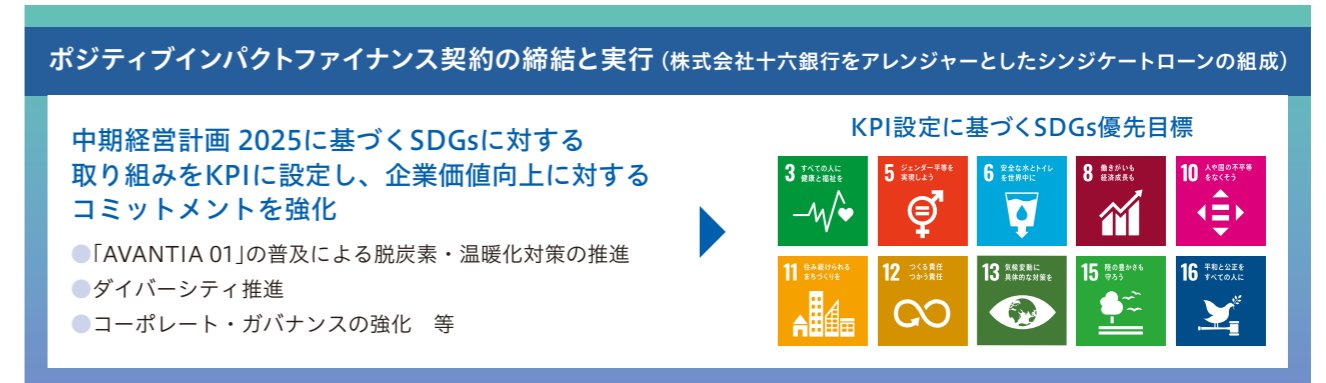 ポジティブインパクトファイナンス契約の締結と実行（株式会社十六銀行をアレンジャーとしたシンジケートローンの組成）
中期経営計画 2025に基づくSDGsに対する
取り組みをKPIに設定し、企業価値向上に対する
コミットメントを強化
●「AVANTIA 01」の普及による脱炭素・温暖化対策の推進
●ダイバーシティ推進
●コーポレート・ガバナンスの強化　等
KPI設定に基づくSDGs優先目標
3 すべての人に
健康と福祉を
5 ジェンダー平等を
実現しよう
6 安全な水とトイレ
を世界中に
8 働きがいも
経済成長も
10 人や国の不平等
をなくそう
11 住み続けられる
まちづくりを
12 つくる責任
つかう責任
13 気候変動に
具体的な対策を
15 陸の豊かさも
守ろう
16 平和と公正を
すべての人に